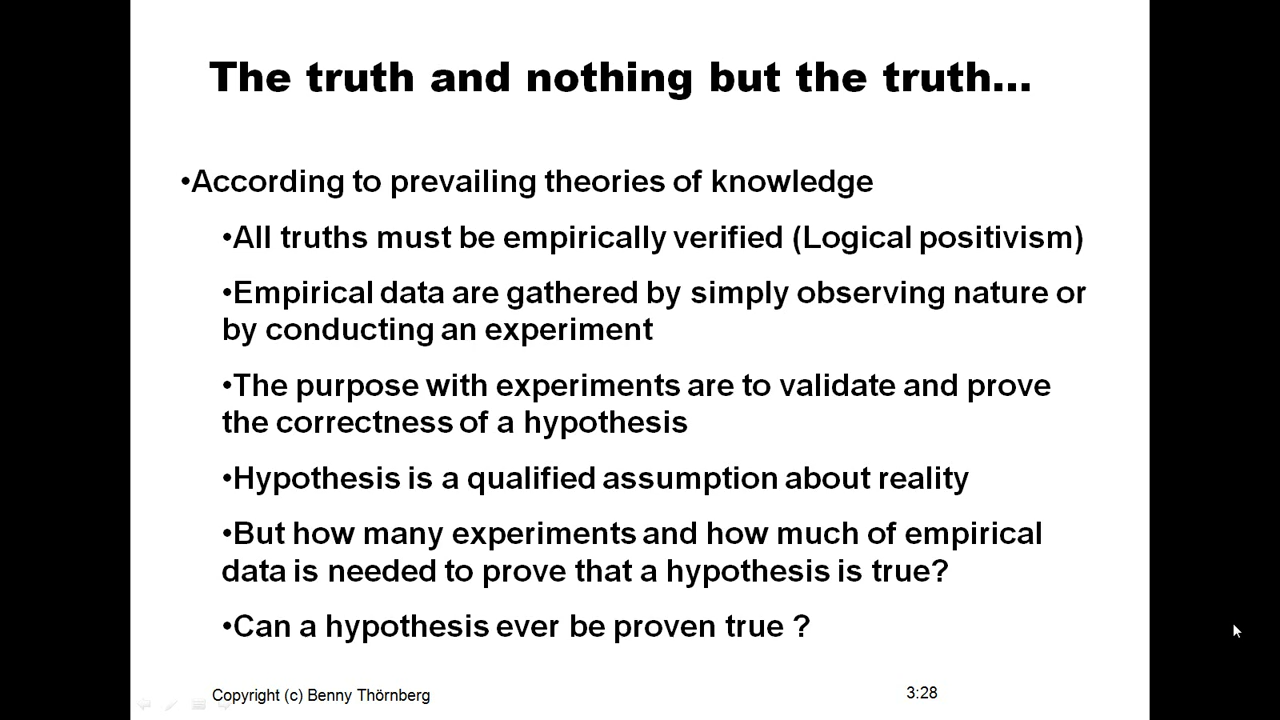 The truth and nothing but the truth...
•According to prevailing theories of knowledge
•All truths must be empirically verified (Logical positivism)
•Empirical data are gathered by simply observing nature or
by conducting an experiment
•The purpose with experiments are to validate and prove
the correctness of a hypothesis
•Hypothesis is a qualified assumption about reality
•But how many experiments and how much of empirical
data is needed to prove that a hypothesis is true?
•Can a hypothesis ever be proven true ?
Copyright (c) Benny Thörnberg
3:28